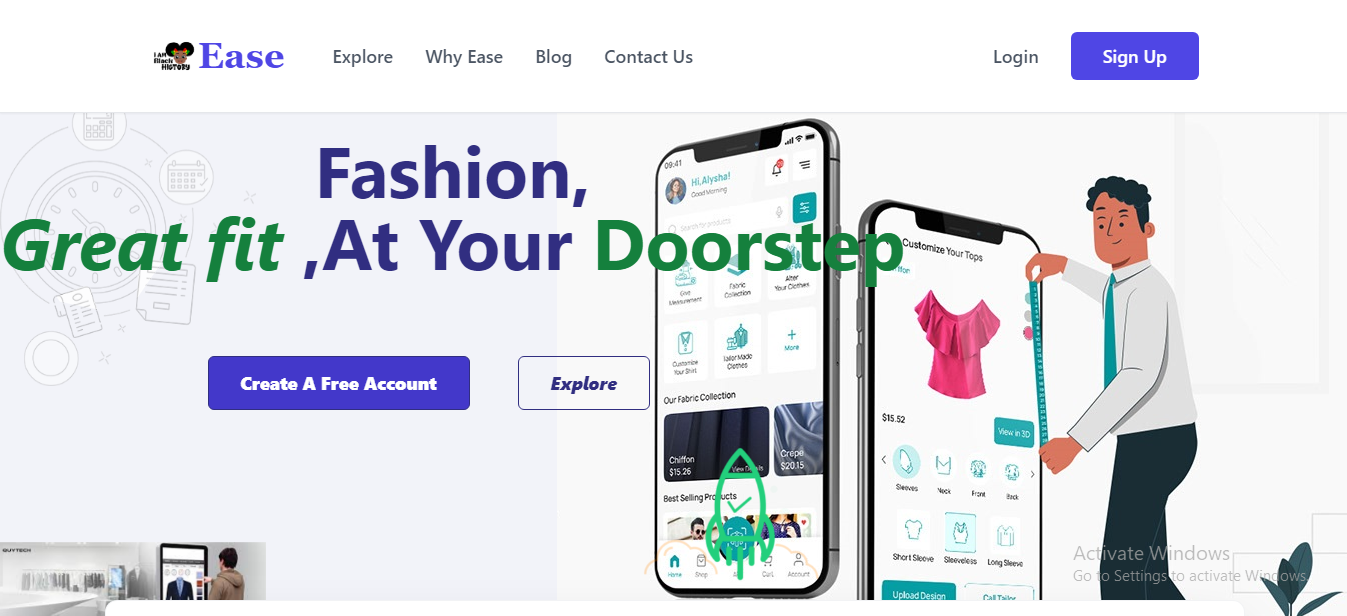 I AM
Black
HISTORY
Ease
Explore
Why Ease
Blog
Contact Us
Login
Sign Up
Fashion,
Great fit ,At Your Doorstep
Create A Free Account
Explore
09:41
Hi,Alysha!
Good Morning
Search for products
Give
Measurement
Fabric
Collection
Alter
Your Clothes
Customize
Your Shirt
Tailor Made
Clothes
More
Our Fabric Collection
Chiffon
$15.26
View Details
Crepe
$20.15
Best Selling Products
Home
Shop
Cart
Account
Customize Your Tops
$15.52
View in 3D
Sleeves
Neck
Front
Back
Short Sleeve
Sleeveless
Long Sleeve
Upload Design
Call Tailor
QUYTECH
Activate Windows
Go to Settings to activate Windows.